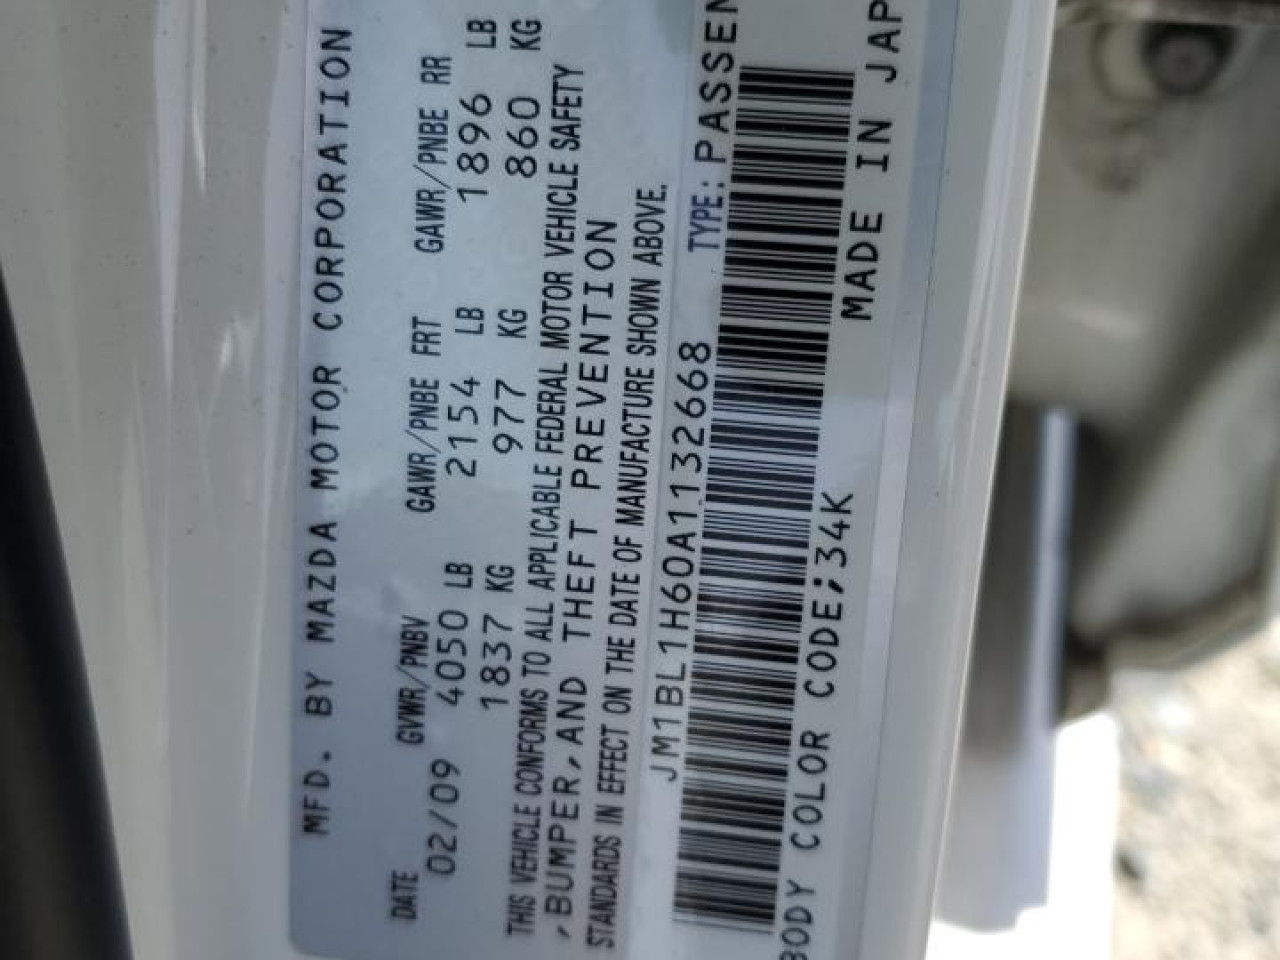 MFD. BY MAZDA MOTOR CORPORATION
DATE GVWR/PNBV GAWR/PNBE FRT GAWR/PNBE RR
02/09 4050 LB 2154 LB 1896 LB
1837 KG 977 KG 860 KG
THIS VEHICLE CONFORMS TO ALL APPLICABLE FEDERAL MOTOR VEHICLE SAFETY
,BUMPER,AND THEFT PREVENTION
STANDARDS IN EFFECT ON THE DATE OF MANUFACTURE SHOWN ABOVE.
JM1BL1H60A1132668 TYPE: PASSEN
BODY COLOR CODE;34K MADE IN JAP